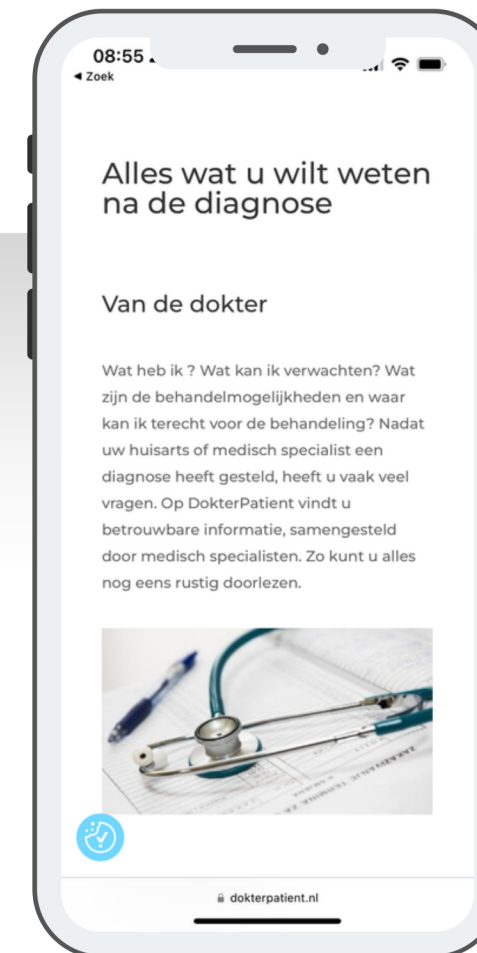 08:55
◀ Zoek
Alles wat u wilt weten
na de diagnose
Van de dokter
Wat heb ik ? Wat kan ik verwachten? Wat
zijn de behandelmogelijkheden en waar
kan ik terecht voor de behandeling? Nadat
uw huisarts of medisch specialist een
diagnose heeft gesteld, heeft u vaak veel
vragen. Op DokterPatient vindt u
betrouwbare informatie, samengesteld
door medisch specialisten. Zo kunt u alles
nog eens rustig doorlezen.
ZAKAZIVANJE TERMINA ZA
dokterpatient.nl